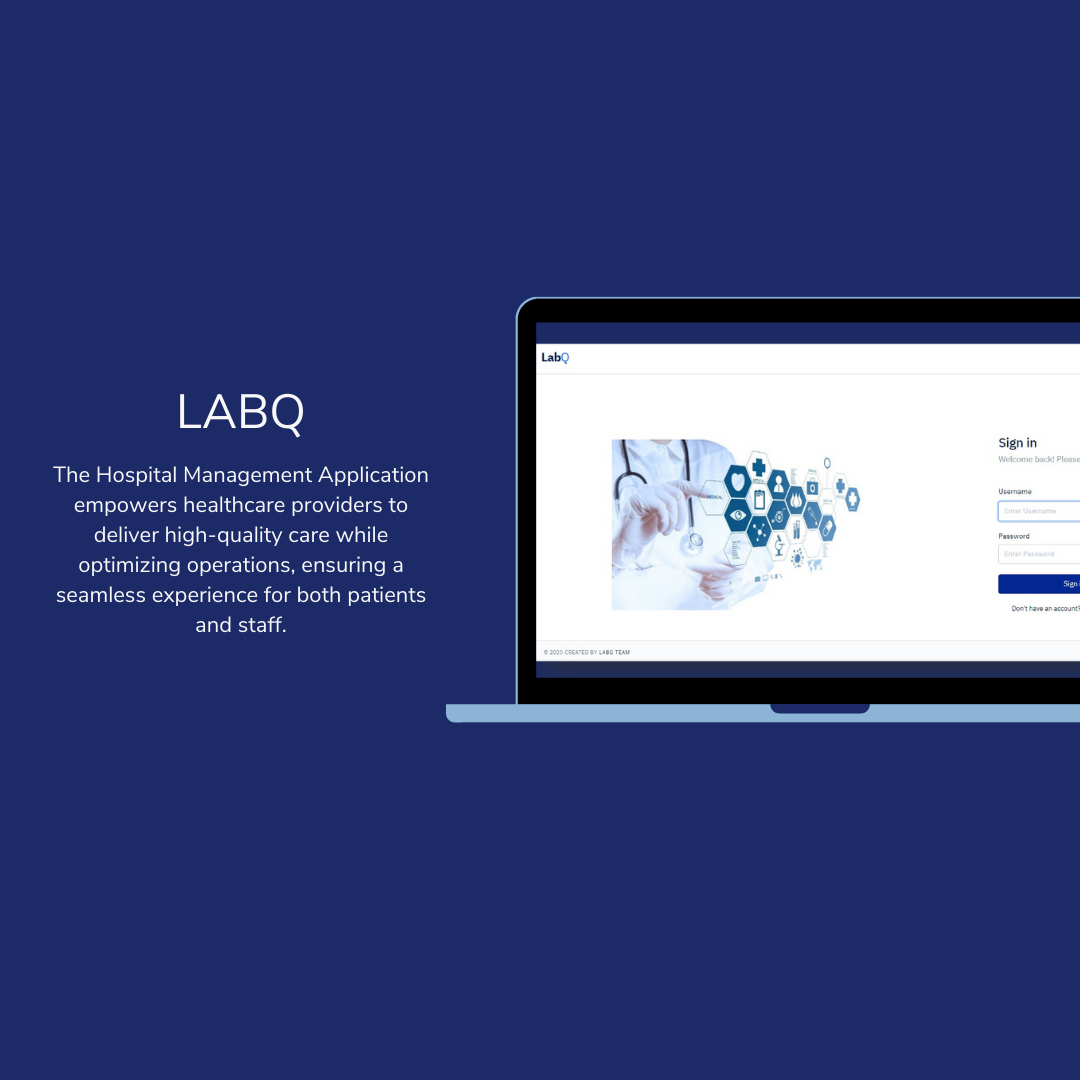 LABQ
The Hospital Management Application
empowers healthcare providers to
deliver high-quality care while
optimizing operations, ensuring a
seamless experience for both patients
and staff.
LabQ
MEDICAL
Sign in
Welcome back! Please
Username
Enter Username
Password
Enter Password
Sign i
Don't have an account?
© 2020 CREATED BY LABQ TEAM